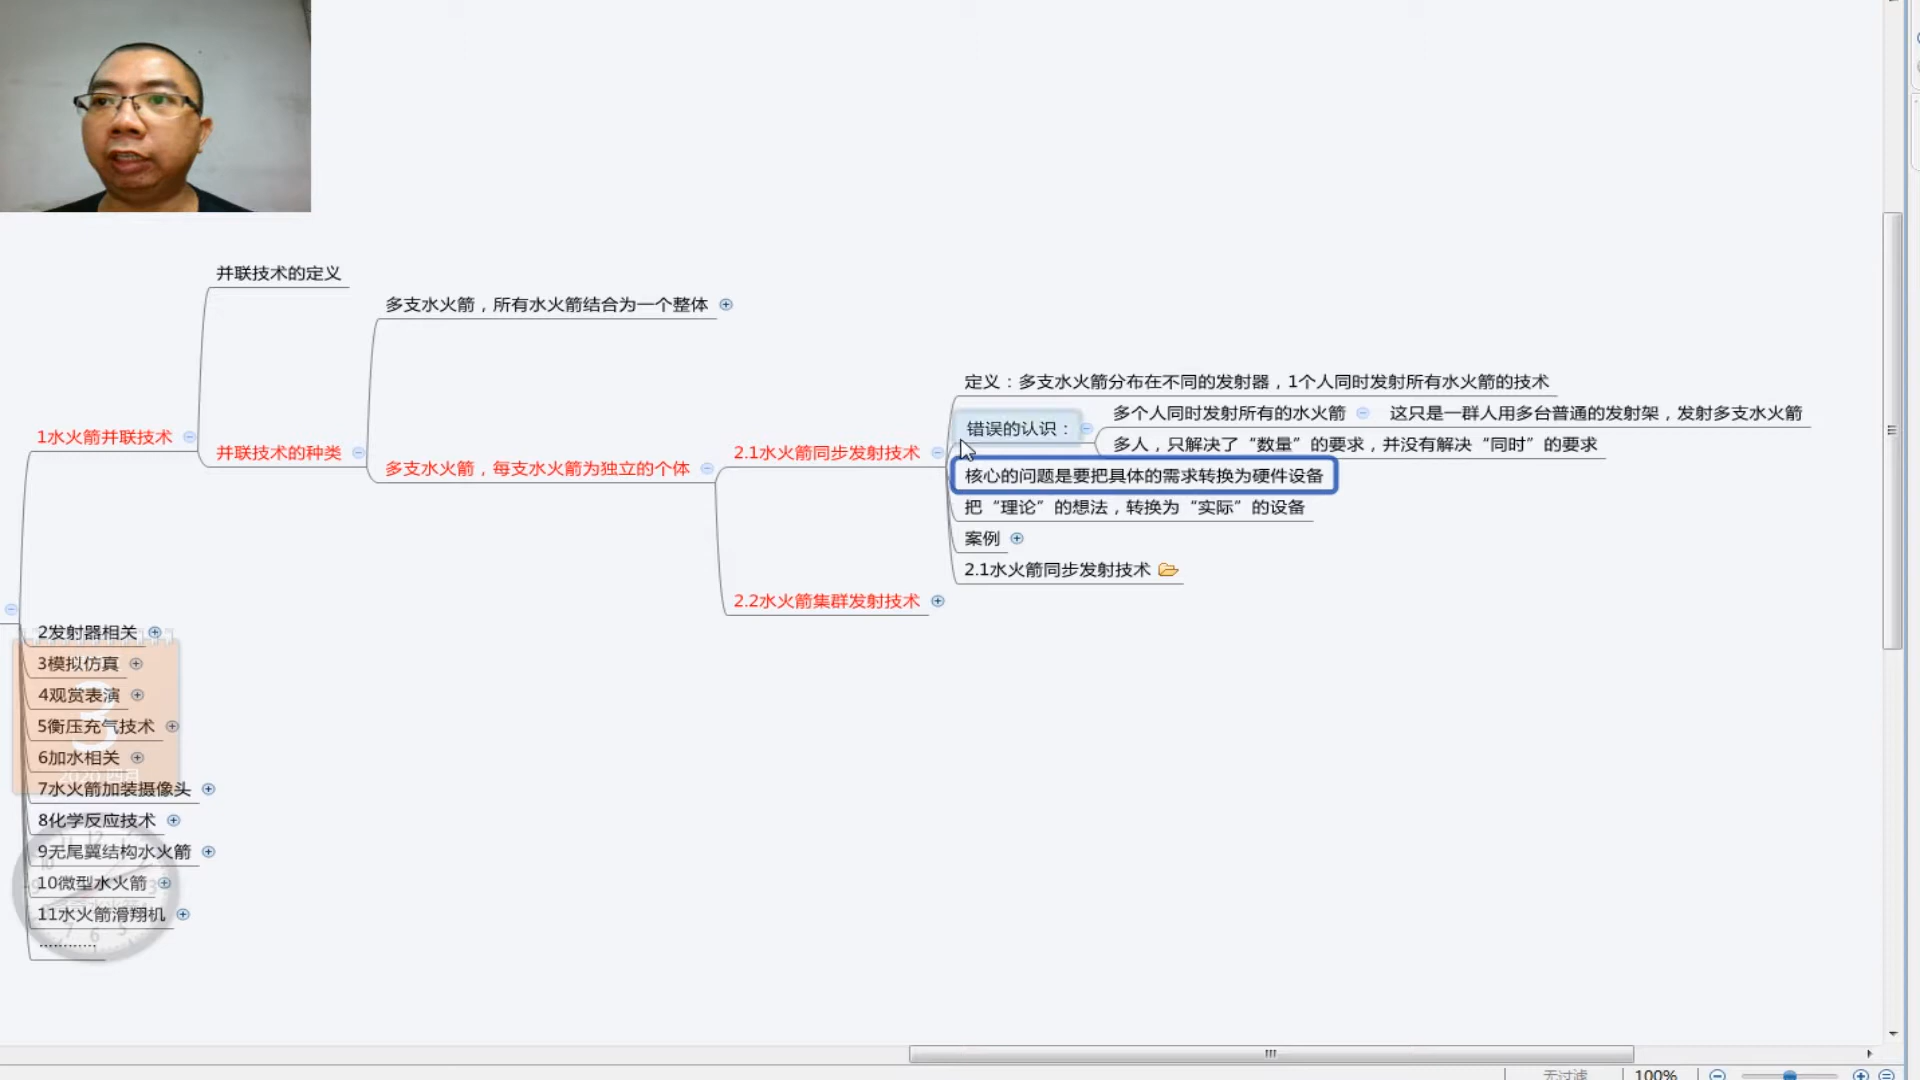 并联技术的定义
多支水火箭，所有水火箭结合为一个整体
定义：多支水火箭分布在不同的发射器，1个人同时发射所有水火箭的技术
错误的认识：
多个人同时发射所有的水火箭
这只是一群人用多台普通的发射架，发射多支水火箭
多人，只解决了“数量”的要求，并没有解决“同时”的要求
1水火箭并联技术
并联技术的种类
多支水火箭，每支水火箭为独立的个体
2.1水火箭同步发射技术
核心的问题是要把具体的需求转换为硬件设备
把“理论”的想法，转换为“实际”的设备
案例
2.1水火箭同步发射技术
2.2水火箭集群发射技术
2发射器相关
3模拟仿真
4观赏表演
3
5衡压充气技术
6加水相关
2020 四月
7水火箭加装摄像头
8化学反应技术
9无尾翼结构水火箭
10微型水火箭
11水火箭滑翔机
............
无过滤
100%